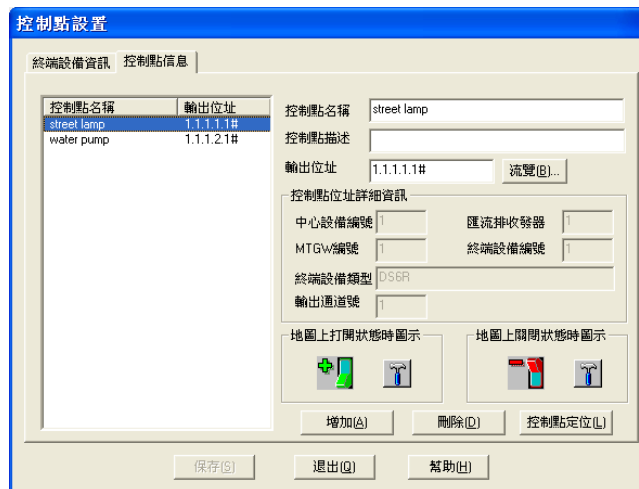 控制點設置
終端設備資訊 控制點信息
控制點名稱 輸出位址
street lamp 1.1.1.1.1#
water pump 1.1.1.2.1#
控制點名稱 street lamp
控制點描述
輸出位址 1.1.1.1.1# 流覽(B)...
控制點位址詳細資訊
中心設備編號 1 匯流排收發器 1
MTGW編號 1 終端設備編號 1
終端設備類型 DS6R
輸出通道號 1
地圖上打開狀態時圖示 地圖上關閉狀態時圖示
增加(A) 刪除(D) 控制點定位(L)
保存(S) 退出(Q) 幫助(H)